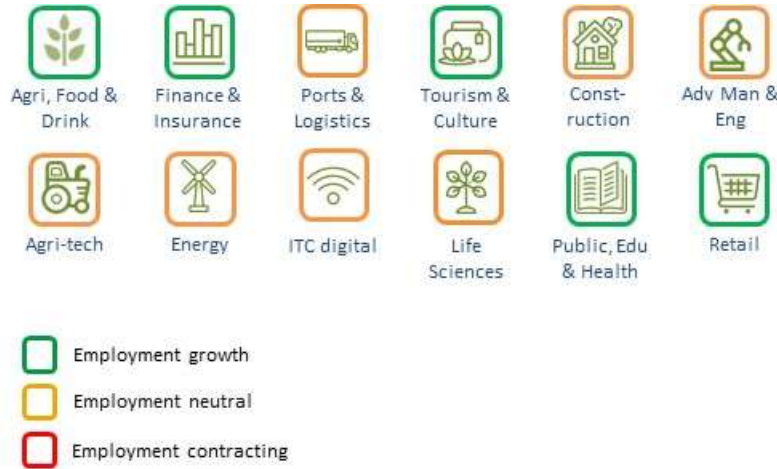 Agri, Food &
Drink
Finance &
Insurance
Ports &
Logistics
Tourism &
Culture
Const-
ruction
Adv Man &
Eng
Agri-tech
Energy
ITC digital
Life
Sciences
Public, Edu
& Health
Retail
Employment growth
Employment neutral
Employment contracting